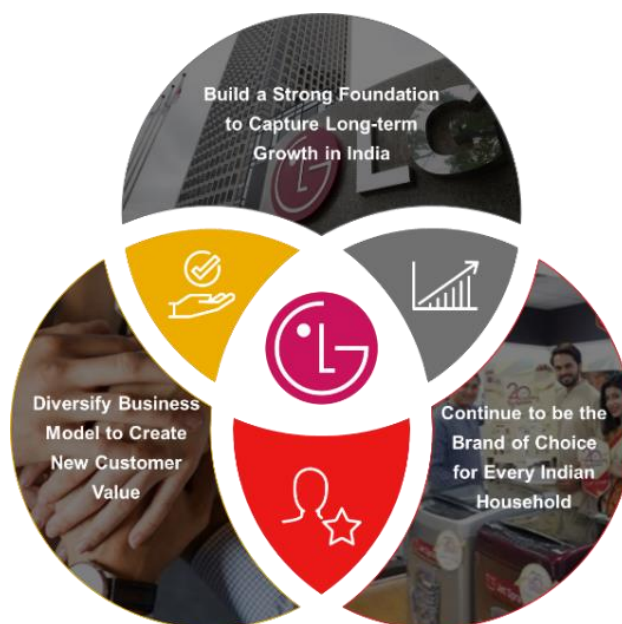 Build a Strong Foundation
to Capture Long-term
Growth in India
LG
Diversify Business
Model to Create
New Customer
Value
Continue to be the
Brand of Choice
for Every Indian
Household